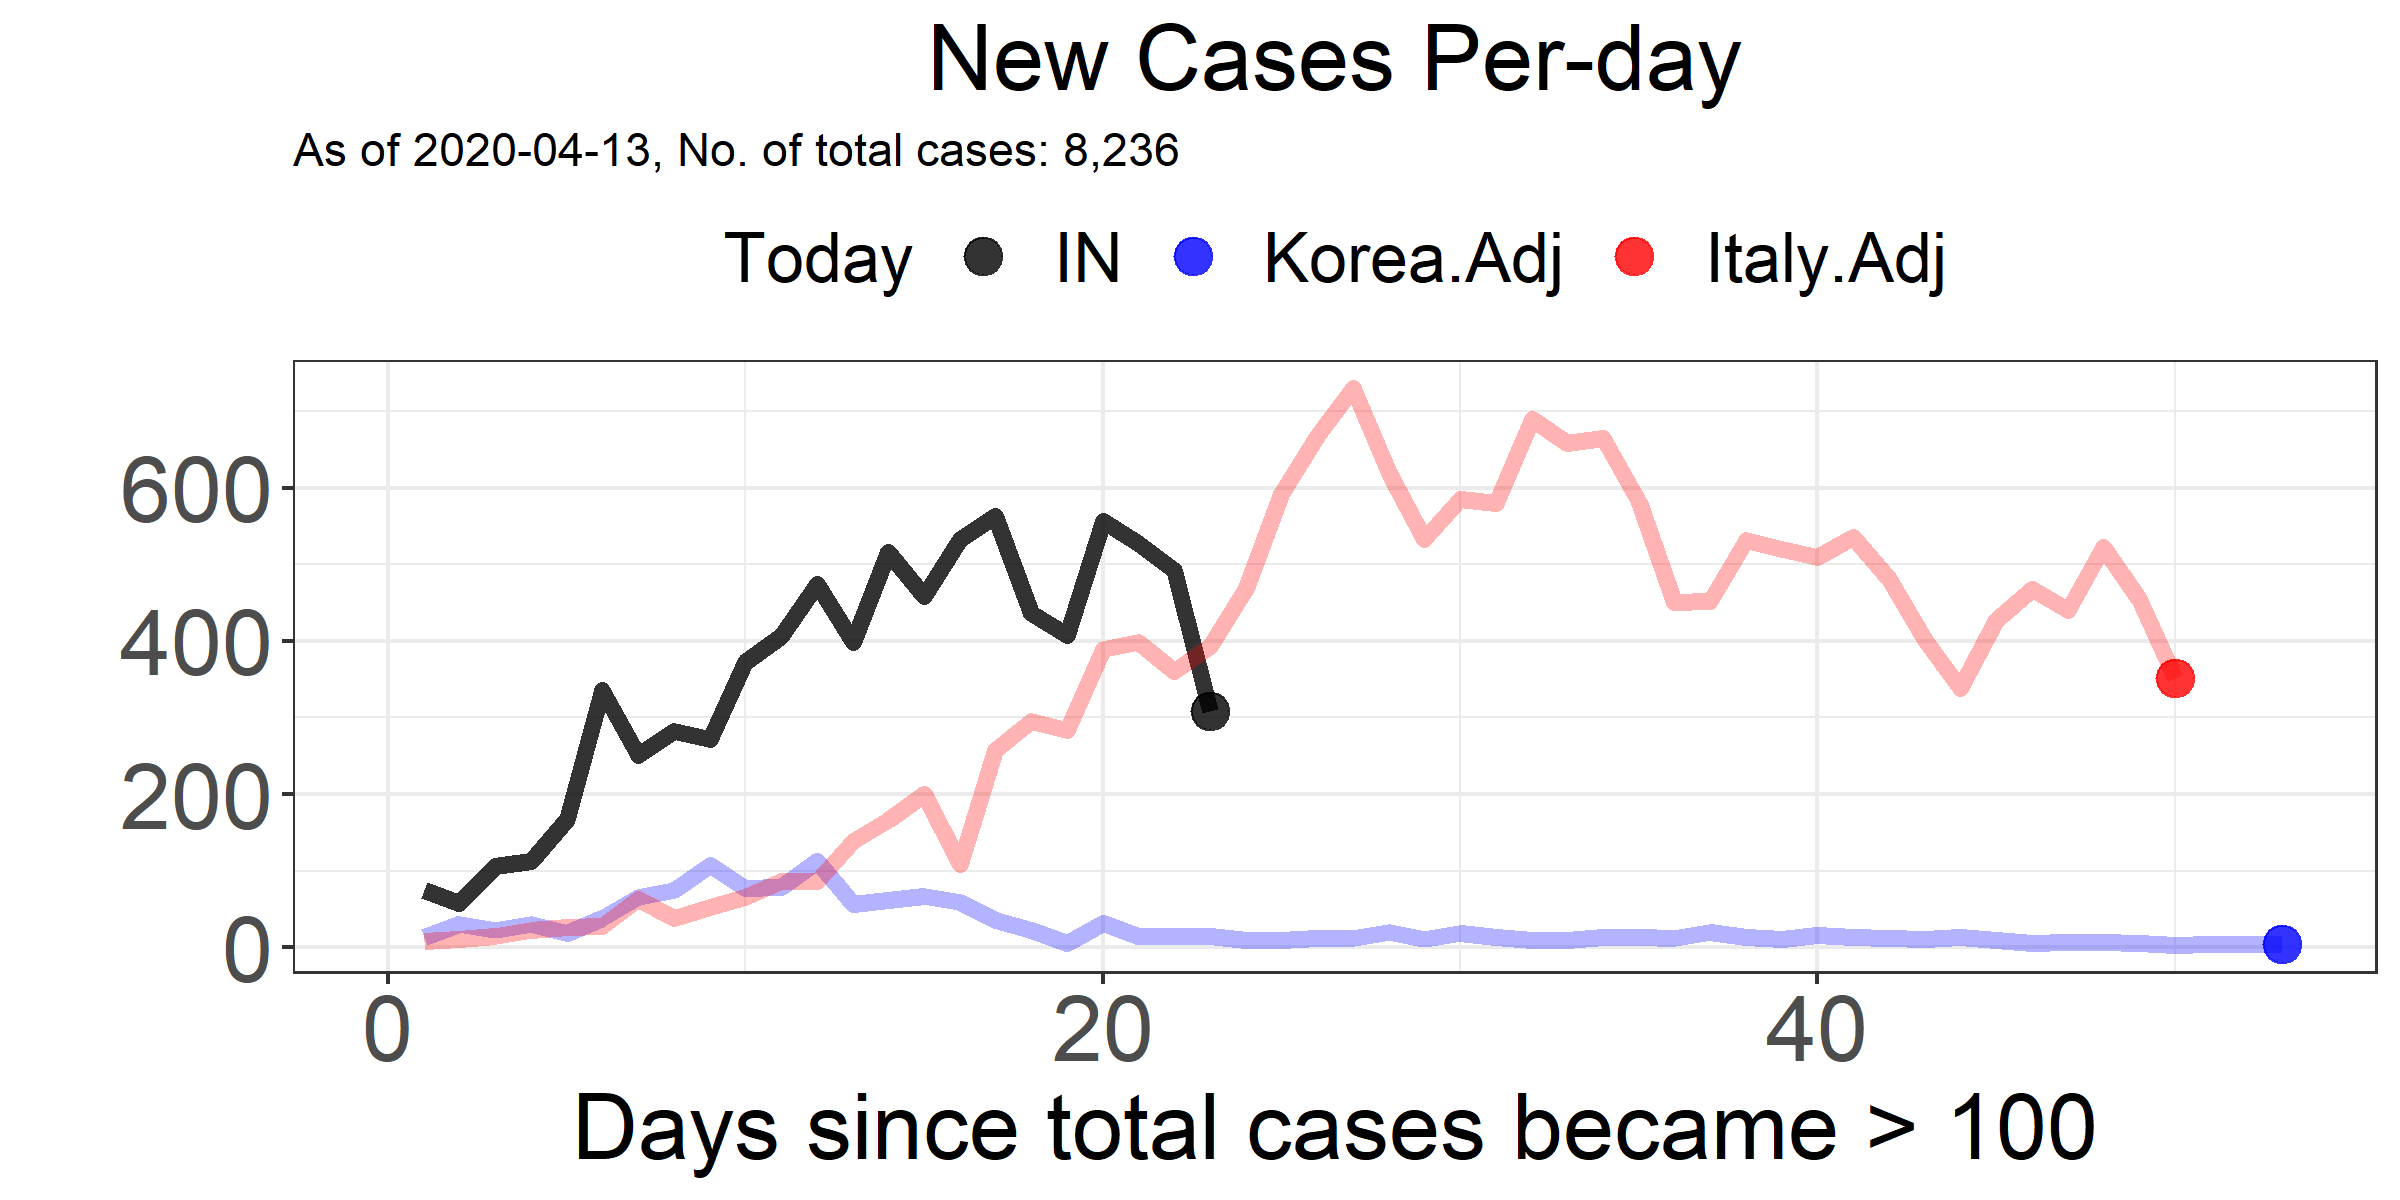 New Cases Per-day
As of 2020-04-13, No. of total cases: 8,236
Today IN Korea.Adj Italy.Adj
600
400
200
0
0 20 40
Days since total cases became > 100